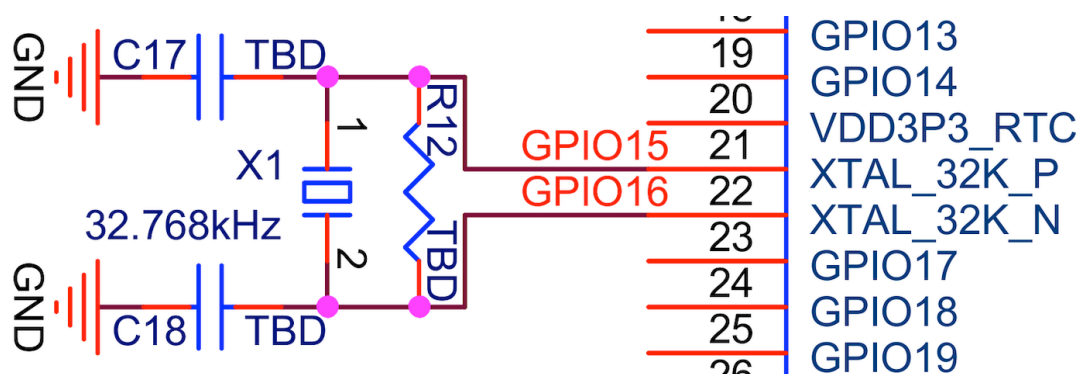 GND
C17
TBD
1
R12
X1
32.768kHz
2
TBD
GND
C18
TBD
GPIO15
GPIO16
19
20
21
22
23
24
25
26
GPIO13
GPIO14
VDD3P3_RTC
XTAL_32K_P
XTAL_32K_N
GPIO17
GPIO18
GPIO19